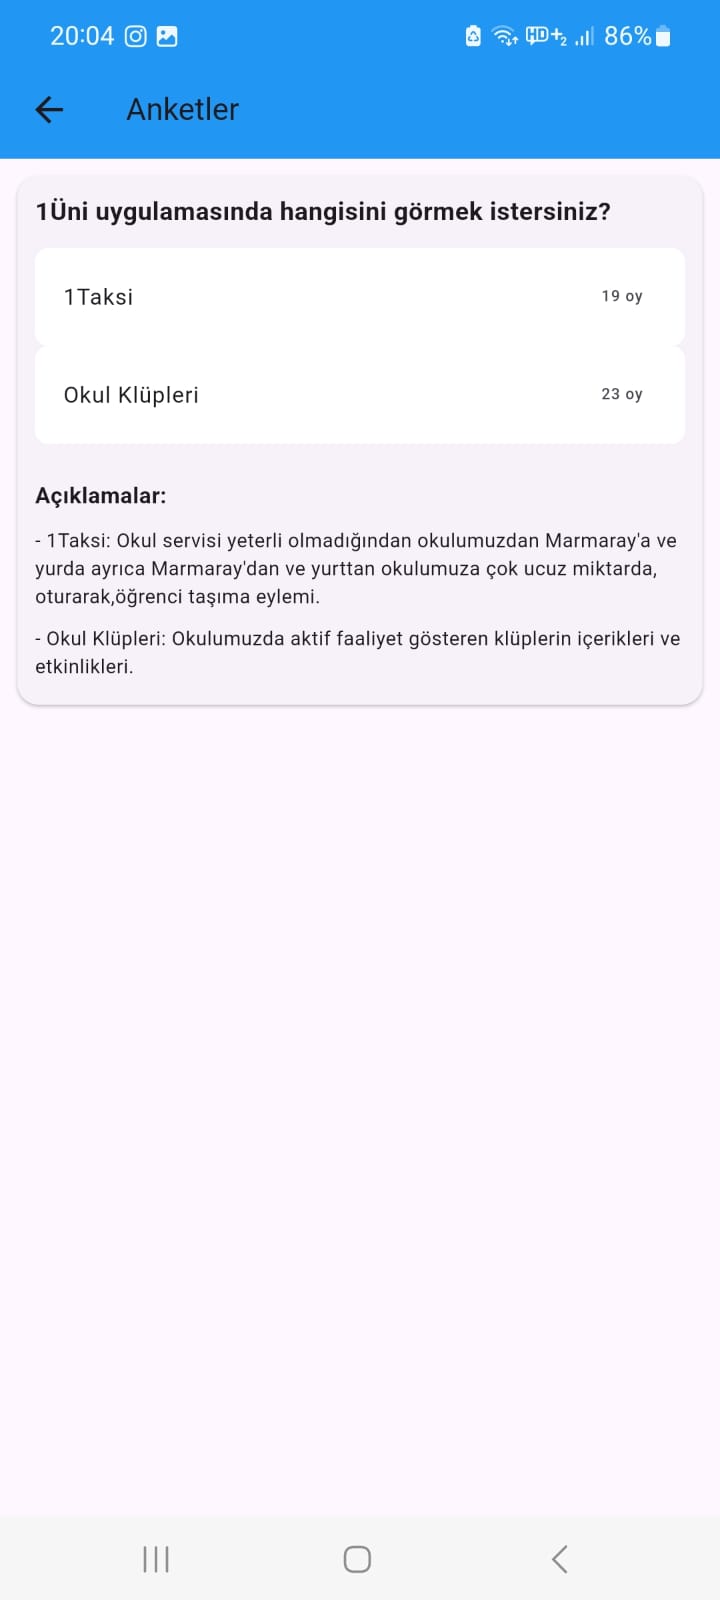 20:04 HD+2 86%
Anketler
1Üni uygulamasında hangisini görmek istersiniz?
1Taksi 19 oy
Okul Klüpleri 23 oy
Açıklamalar:
- 1Taksi: Okul servisi yeterli olmadığından okulumuzdan Marmaray'a ve
yurda ayrıca Marmaray'dan ve yurttan okulumuza çok ucuz miktarda,
oturarak,öğrenci taşıma eylemi.
- Okul Klüpleri: Okulumuzda aktif faaliyet gösteren klüplerin içerikleri ve
etkinlikleri.